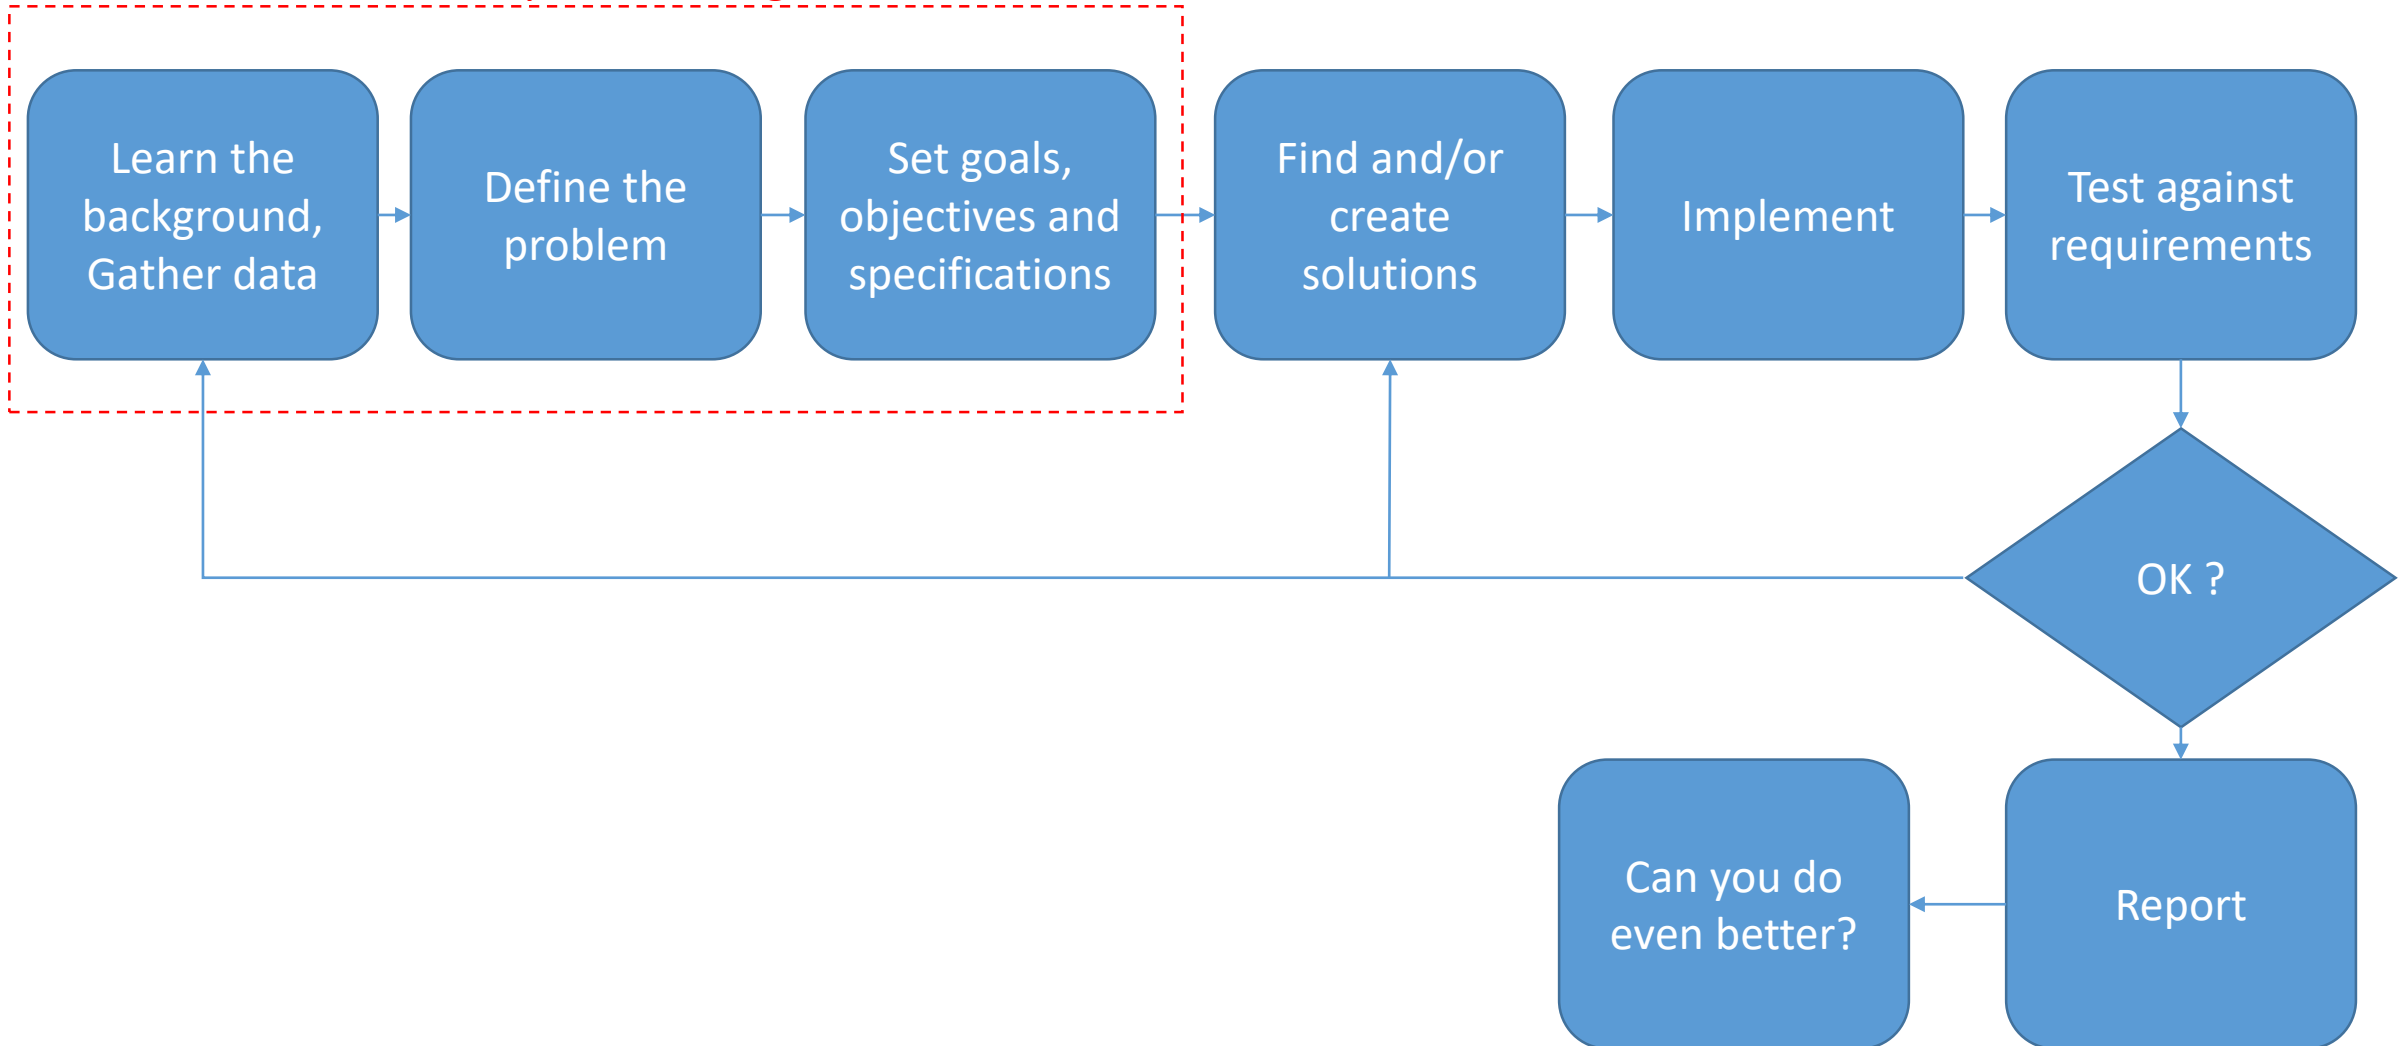 Learn the
background,
Gather data
Define the
problem
Set goals,
objectives and
specifications
Find and/or
create
solutions
Implement
Test against
requirements
OK ?
Can you do
even better?
Report